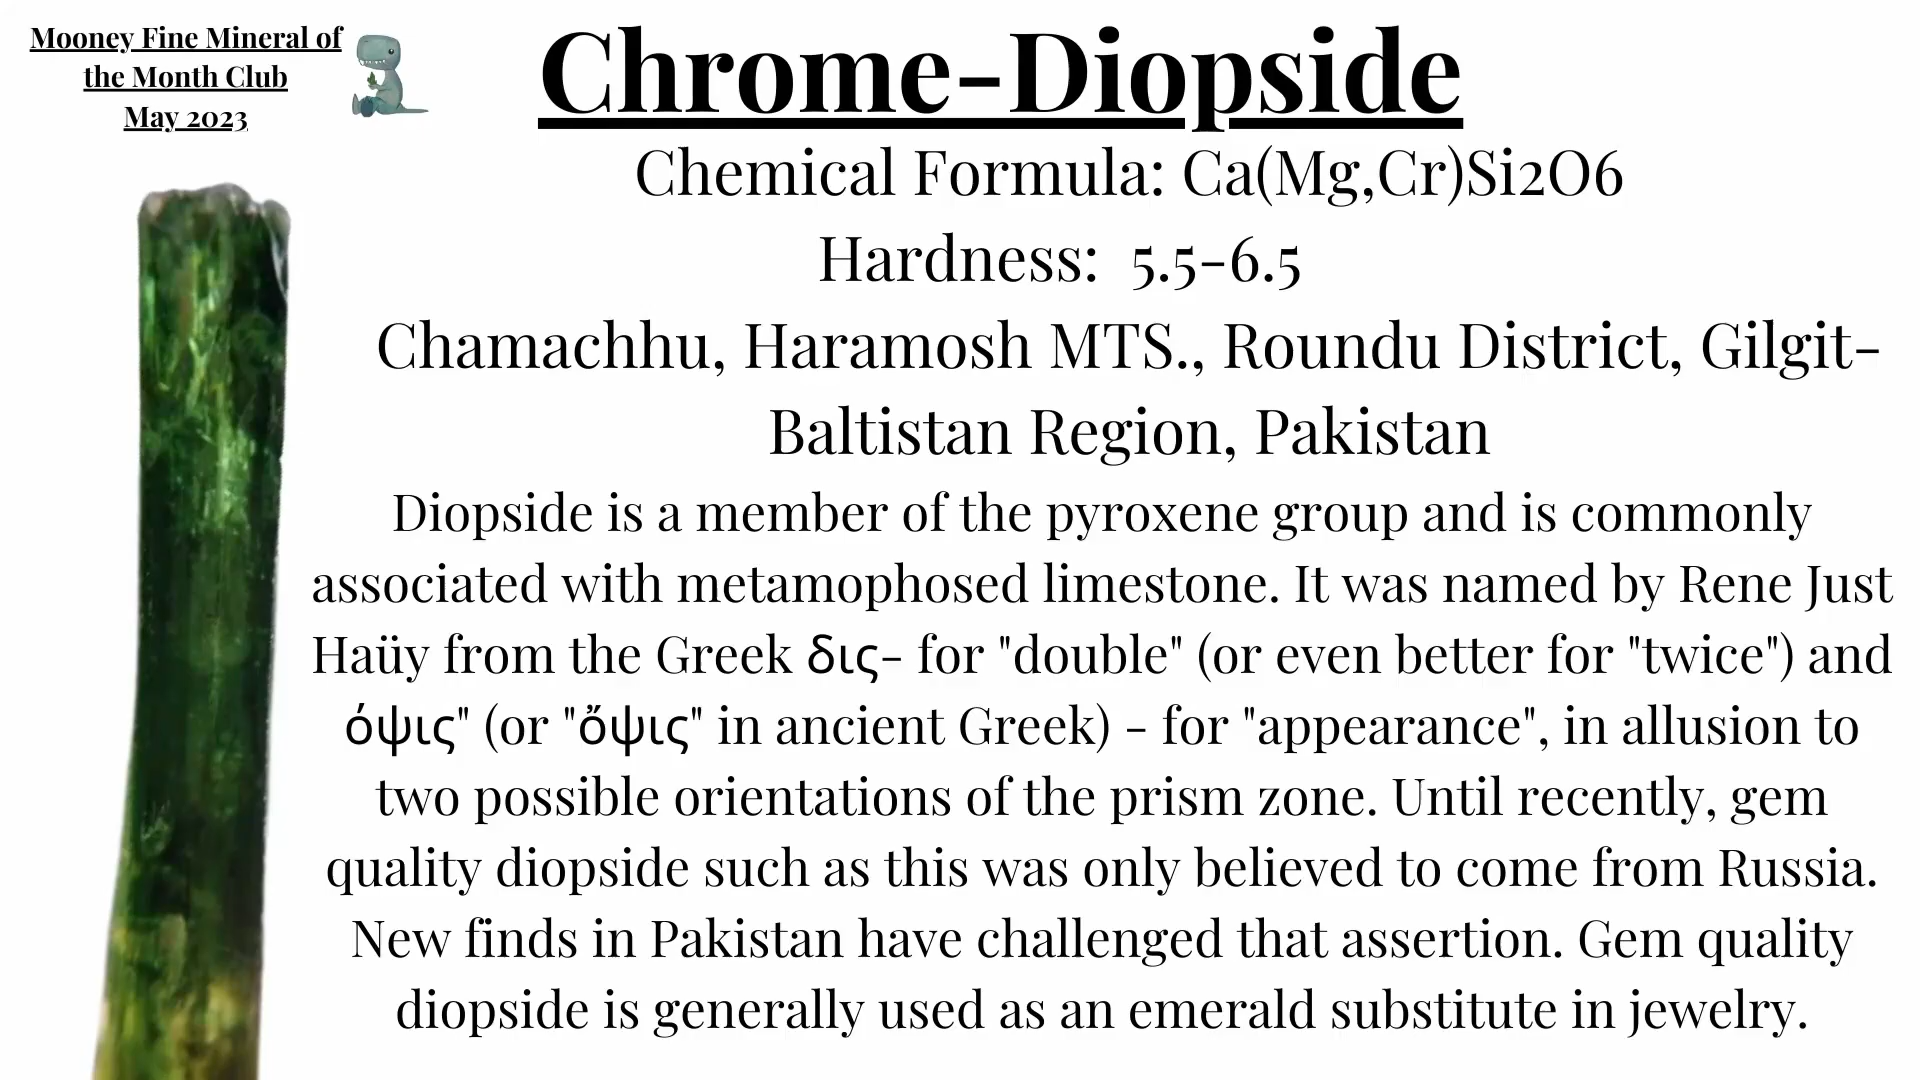 Mooney Fine Mineral of
the Month Club
May 2023
Chrome-Diopside
Chemical Formula: Ca(Mg,Cr)Si2O6
Hardness: 5.5-6.5
Chamachhu, Haramosh MTS., Roundu District, Gilgit-
Baltistan Region, Pakistan
Diopside is a member of the pyroxene group and is commonly
associated with metamophosed limestone. It was named by Rene Just
Haüy from the Greek δις- for "double" (or even better for "twice") and
όψις" (or "ὄψις" in ancient Greek) - for "appearance", in allusion to
two possible orientations of the prism zone. Until recently, gem
quality diopside such as this was only believed to come from Russia.
New finds in Pakistan have challenged that assertion. Gem quality
diopside is generally used as an emerald substitute in jewelry.